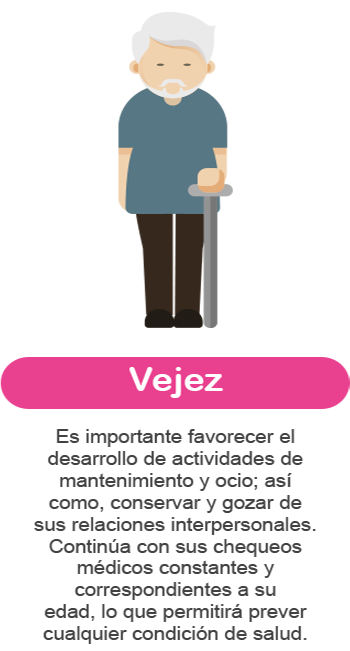 Vejez
Es importante favorecer el
desarrollo de actividades de
mantenimiento y ocio; así
como, conservar y gozar de
sus relaciones interpersonales.
Continúa con sus chequeos
médicos constantes y
correspondientes a su
edad, lo que permitirá prever
cualquier condición de salud.